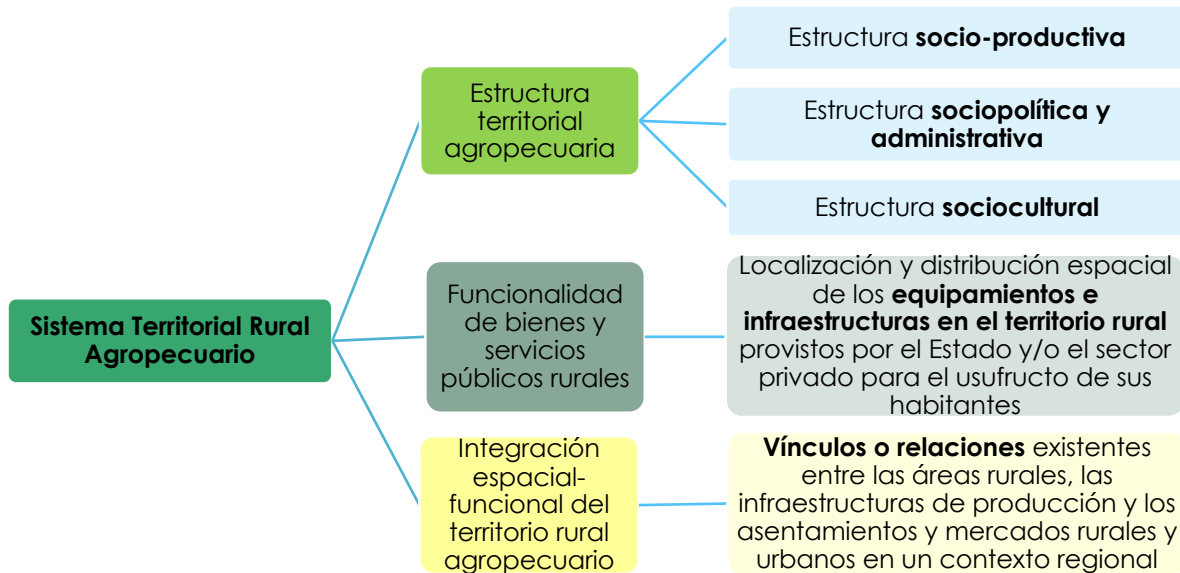 Sistema Territorial Rural
Agropecuario
Estructura
territorial
agropecuaria
Estructura socio-productiva
Estructura sociopolítica y
administrativa
Estructura sociocultural
Funcionalidad
de bienes y
servicios
públicos rurales
Localización y distribución espacial
de los equipamientos e
infraestructuras en el territorio rural
provistos por el Estado y/o el sector
privado para el usufructo de sus
habitantes
Integración
espacial-
funcional del
territorio rural
agropecuario
Vínculos o relaciones existentes
entre las áreas rurales, las
infraestructuras de producción y los
asentamientos y mercados rurales y
urbanos en un contexto regional